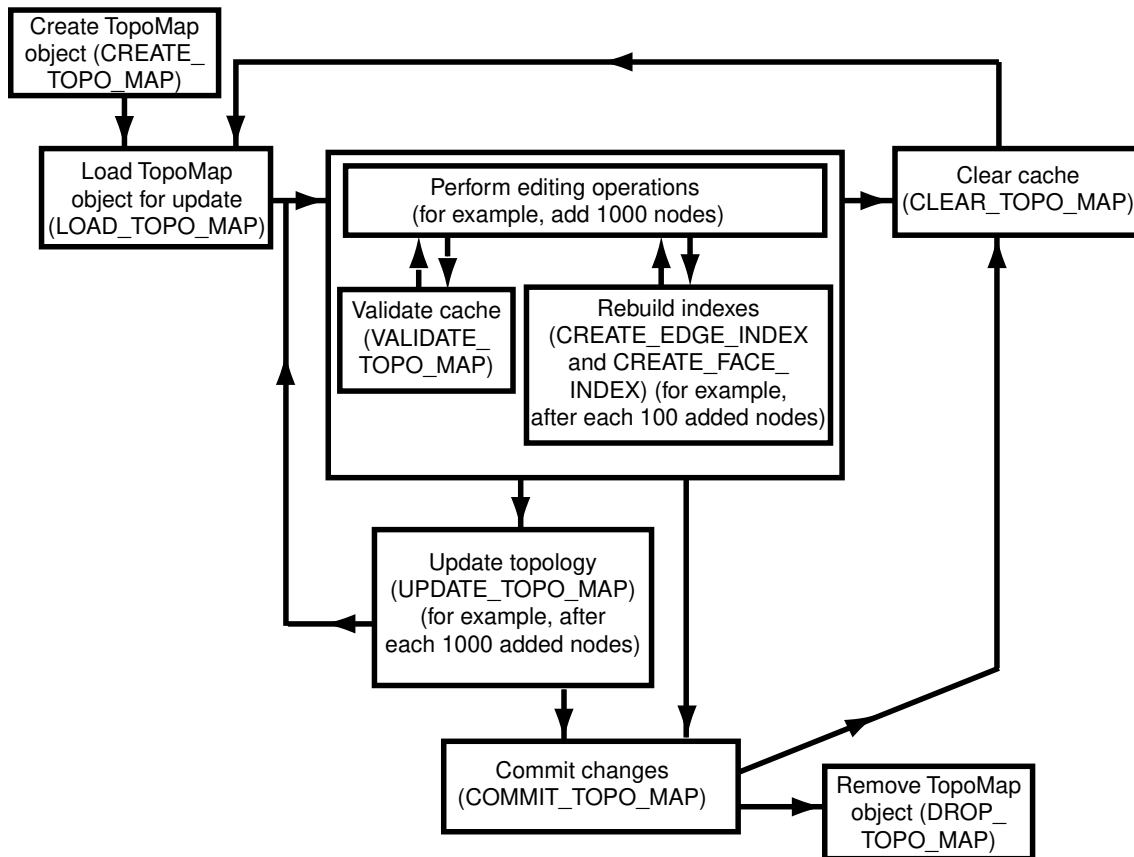 Create TopoMap
object (CREATE_
TOPO_MAP)
Load TopoMap
object for update
(LOAD_TOPO_MAP)
Perform editing operations
(for example, add 1000 nodes)
Clear cache
(CLEAR_TOPO_MAP)
Validate cache
(VALIDATE_
TOPO_MAP)
Rebuild indexes
(CREATE_EDGE_INDEX
and CREATE_FACE_
INDEX) (for example,
after each 100 added nodes)
Update topology
(UPDATE_TOPO_MAP)
(for example, after
each 1000 added nodes)
Commit changes
(COMMIT_TOPO_MAP)
Remove TopoMap
object (DROP_
TOPO_MAP)